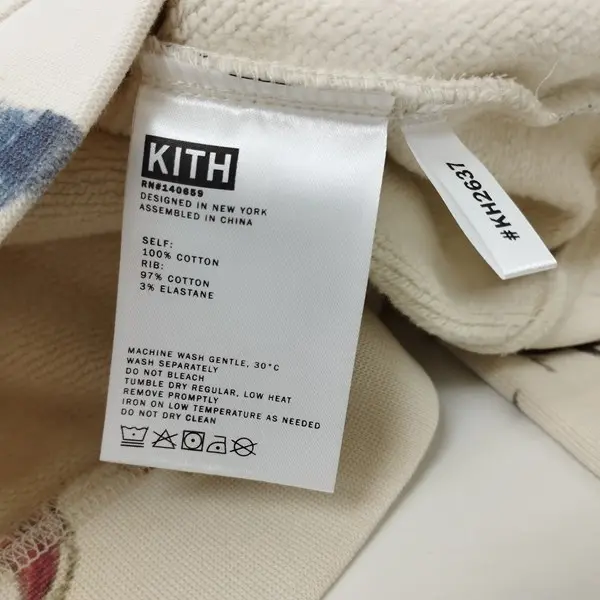 KITH
RN#140659
DESIGNED IN NEW YORK
ASSEMBLED IN CHINA
SELF:
100% COTTON
RIB:
97% COTTON
3% ELASTANE
MACHINE WASH GENTLE, 30°C
WASH SEPARATELY
DO NOT BLEACH
TUMBLE DRY REGULAR, LOW HEAT
REMOVE PROMPTLY
IRON ON LOW TEMPERATURE AS NEEDED
DO NOT DRY CLEAN
#KH2637